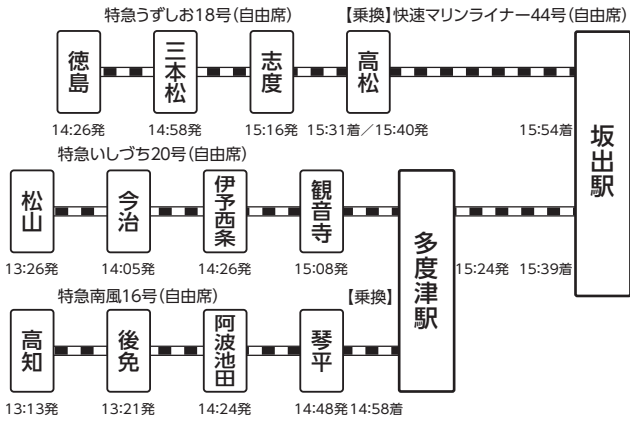 特急うずしお18号(自由席) 【乗換】快速マリンライナー44号(自由席)
徳島 三本松 志度 高松
14:26発 14:58発 15:16発 15:31着／15:40発 15:54着
坂出駅
特急いしづち20号(自由席)
松山 今治 伊予西条 観音寺
13:26発 14:05発 14:26発 15:08発 15:24発 15:39着
多度津駅
特急南風16号(自由席) 【乗換】
高知 後免 阿波池田 琴平
13:13発 13:21発 14:24発 14:48発 14:58着